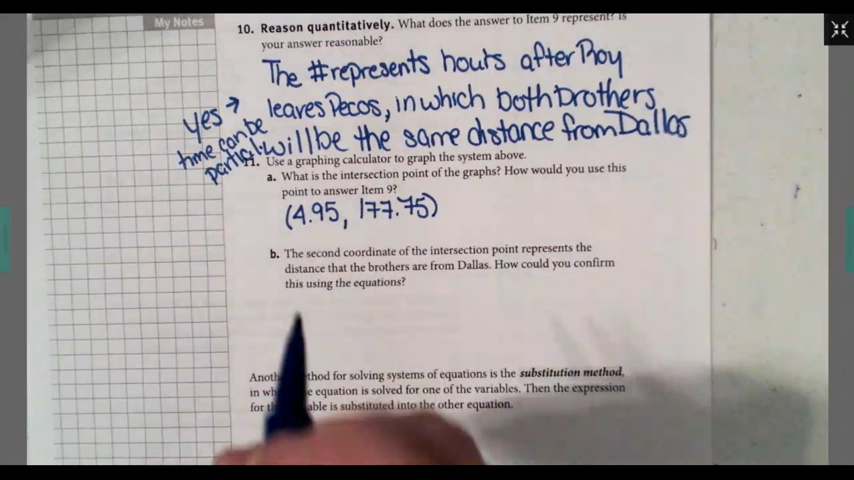 My Notes
10. Reason quantitatively. What does the answer to Item 9 represent? Is
your answer reasonable?
The #represents hours after Roy
yes → leaves Pecos, in which both brothers
time can be partial. will be the same distance from Dallas
11. Use a graphing calculator to graph the system above.
a. What is the intersection point of the graphs? How would you use this
point to answer Item 9?
(4.95, 177.75)
b. The second coordinate of the intersection point represents the
distance that the brothers are from Dallas. How could you confirm
this using the equations?
method for solving systems of equations is the substitution method,
in equation is solved for one of the variables. Then the expression
for is substituted into the other equation.